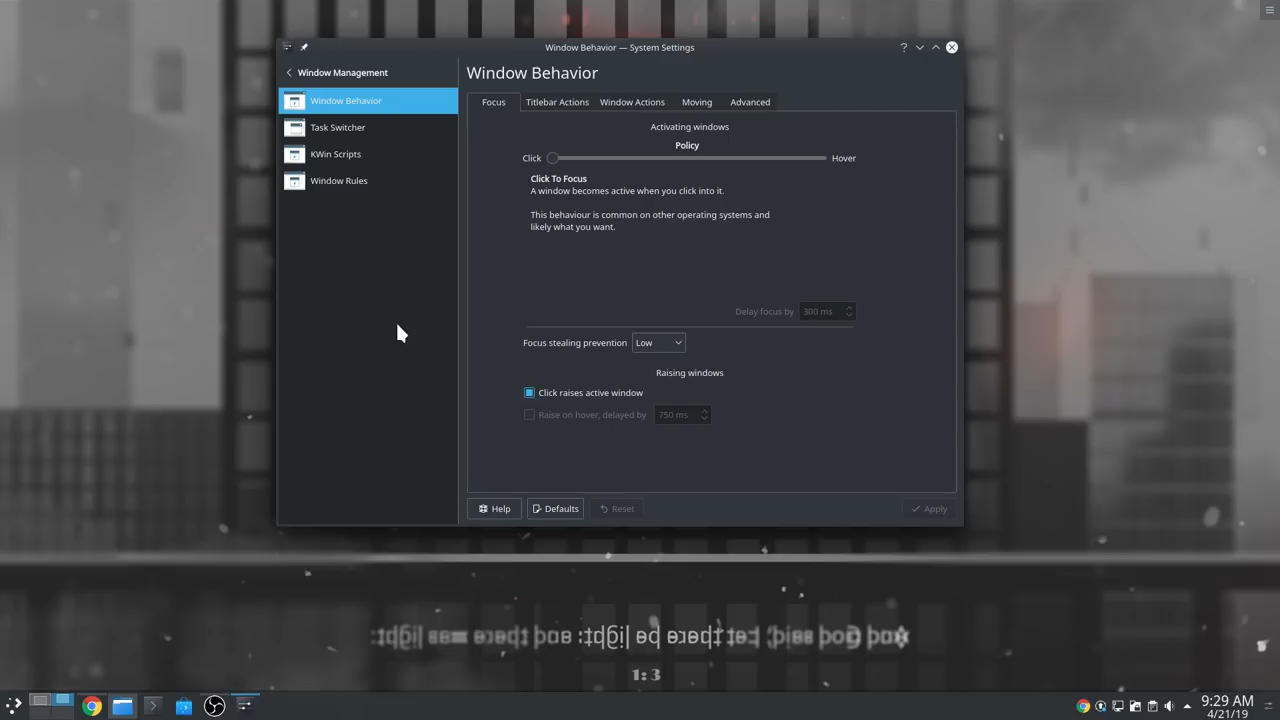 Window Behavior — System Settings
Window Management
Window Behavior
Task Switcher
KWin Scripts
Window Rules
Window Behavior
Focus
Titlebar Actions
Window Actions
Moving
Advanced
Activating windows
Policy
Click
Hover
Click To Focus
A window becomes active when you click into it.
This behaviour is common on other operating systems and
likely what you want.
Delay focus by
300 ms
Focus stealing prevention
Low
Raising windows
Click raises active window
Raise on hover, delayed by
750 ms
Help
Defaults
Reset
Apply
1: 3
9:29 AM
4/21/19